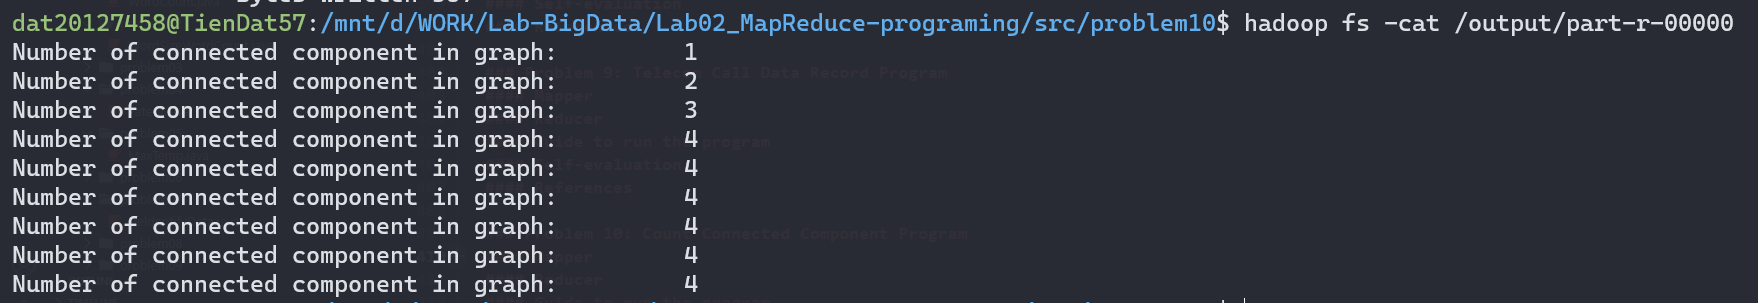 dat20127458@TienDat57:/mnt/d/WORK/Lab-BigData/Lab02_MapReduce-programing/src/problem10$ hadoop fs -cat /output/part-r-00000
Number of connected component in graph: 1
Number of connected component in graph: 2
Number of connected component in graph: 3
Number of connected component in graph: 4
Number of connected component in graph: 4
Number of connected component in graph: 4
Number of connected component in graph: 4
Number of connected component in graph: 4
Number of connected component in graph: 4